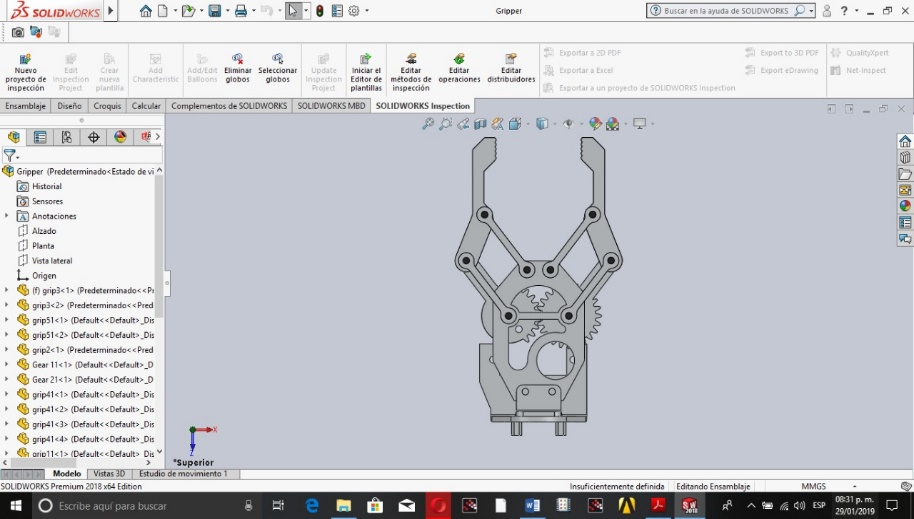 SOLIDWORKS
Gripper
Buscar en la ayuda de SOLIDWORKS
Nuevo proyecto de inspección
Edit Inspection Project
Crear nueva plantilla
Add Characteristic
Add/Edit Balloons
Eliminar globos
Seleccionar globos
Update Inspection Project
Iniciar el Editor de plantillas
Editar métodos de inspección
Editar operaciones
Editar distribuidores
Exportar a 2D PDF
Exportar a Excel
Exportar a un proyecto de SOLIDWORKS Inspection
Export to 3D PDF
Export eDrawing
QualityXpert
Net-Inspect
Ensamblaje Diseño Croquis Calcular Complementos de SOLIDWORKS SOLIDWORKS MBD SOLIDWORKS Inspection
Gripper (Predeterminado<Estado de vi
Historial
Sensores
Anotaciones
Alzado
Planta
Vista lateral
Origen
(f) grip3<1> (Predeterminado<<Pr
grip3<2> (Predeterminado<<Pred
grip51<1> (Default<<Default>_Dis
grip51<2> (Default<<Default>_Dis
grip2<1> (Predeterminado<<Pred
Gear 11<1> (Default<<Default>_D
Gear 21<1> (Default<<Default>_D
grip41<1> (Default<<Default>_Dis
grip41<2> (Default<<Default>_Dis
grip41<3> (Default<<Default>_Dis
grip41<4> (Default<<Default>_Dis
grip11<1> (Default<<Default>_Dis
X
Z
*Superior
Modelo Vistas 3D Estudio de movimiento 1
SOLIDWORKS Premium 2018 x64 Edition
Insuficientemente definida Editando Ensamblaje MMGS
Escribe aquí para buscar
ESP
08:31 p. m.
29/01/2019